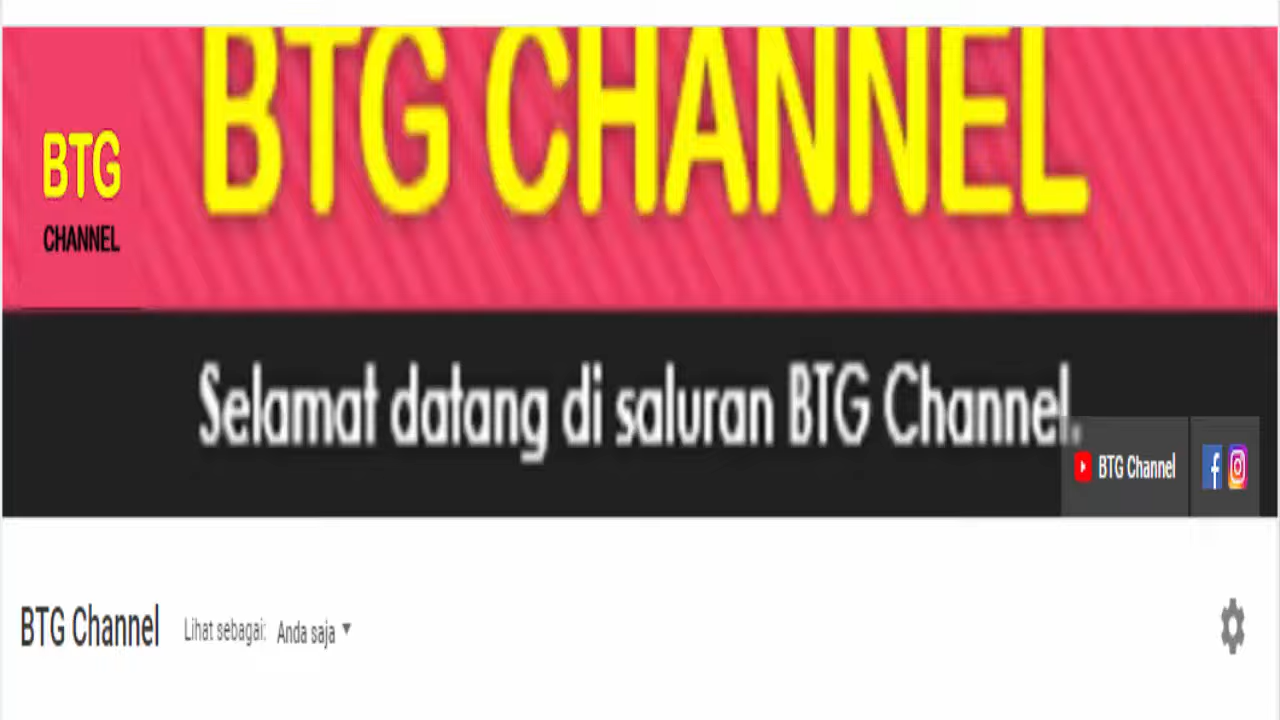 BTG CHANNEL
BTG
CHANNEL
Selamat datang di saluran BTG Channel.
BTG Channel
BTG Channel
Lihat sebagai: Anda saja